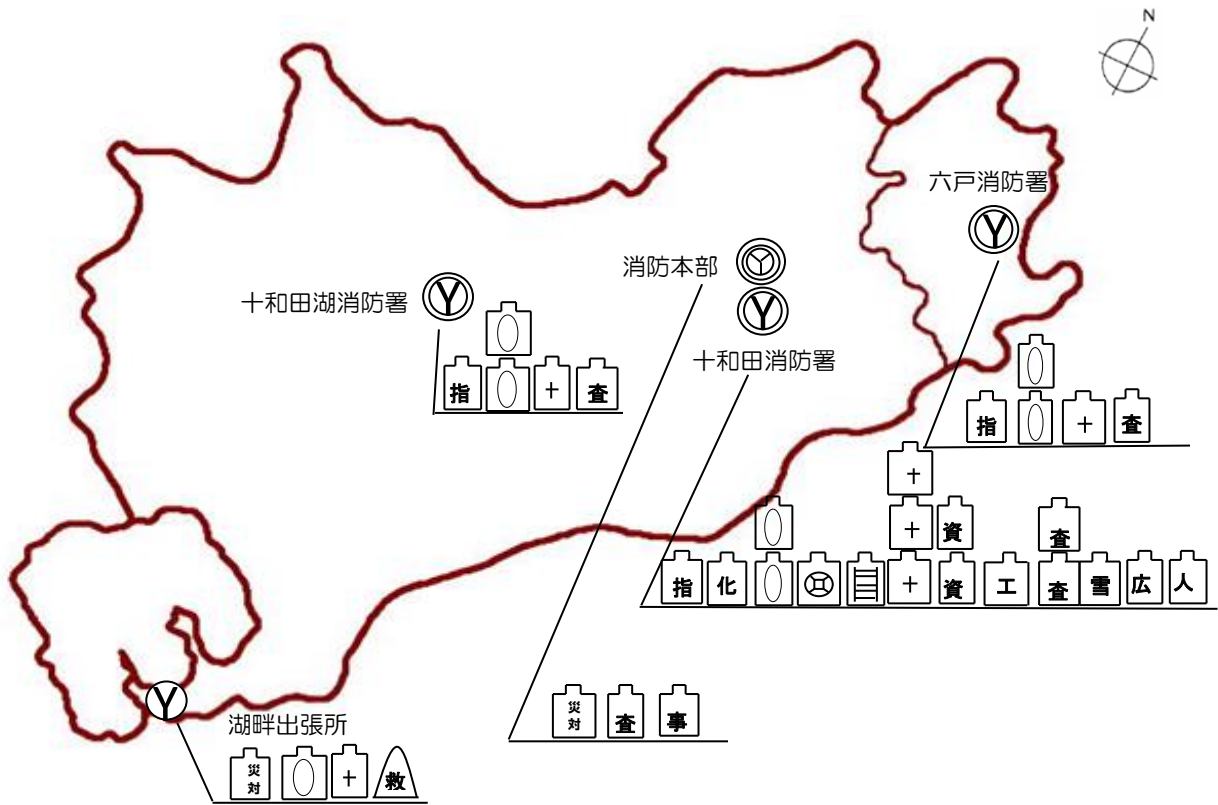 N
六戸消防署
消防本部
十和田湖消防署
十和田消防署
指 + 査
指 + 査
+
+ 資 査
指 化 + 資 工 査 雪 広 人
災対 査 事
湖畔出張所
災対 + 救